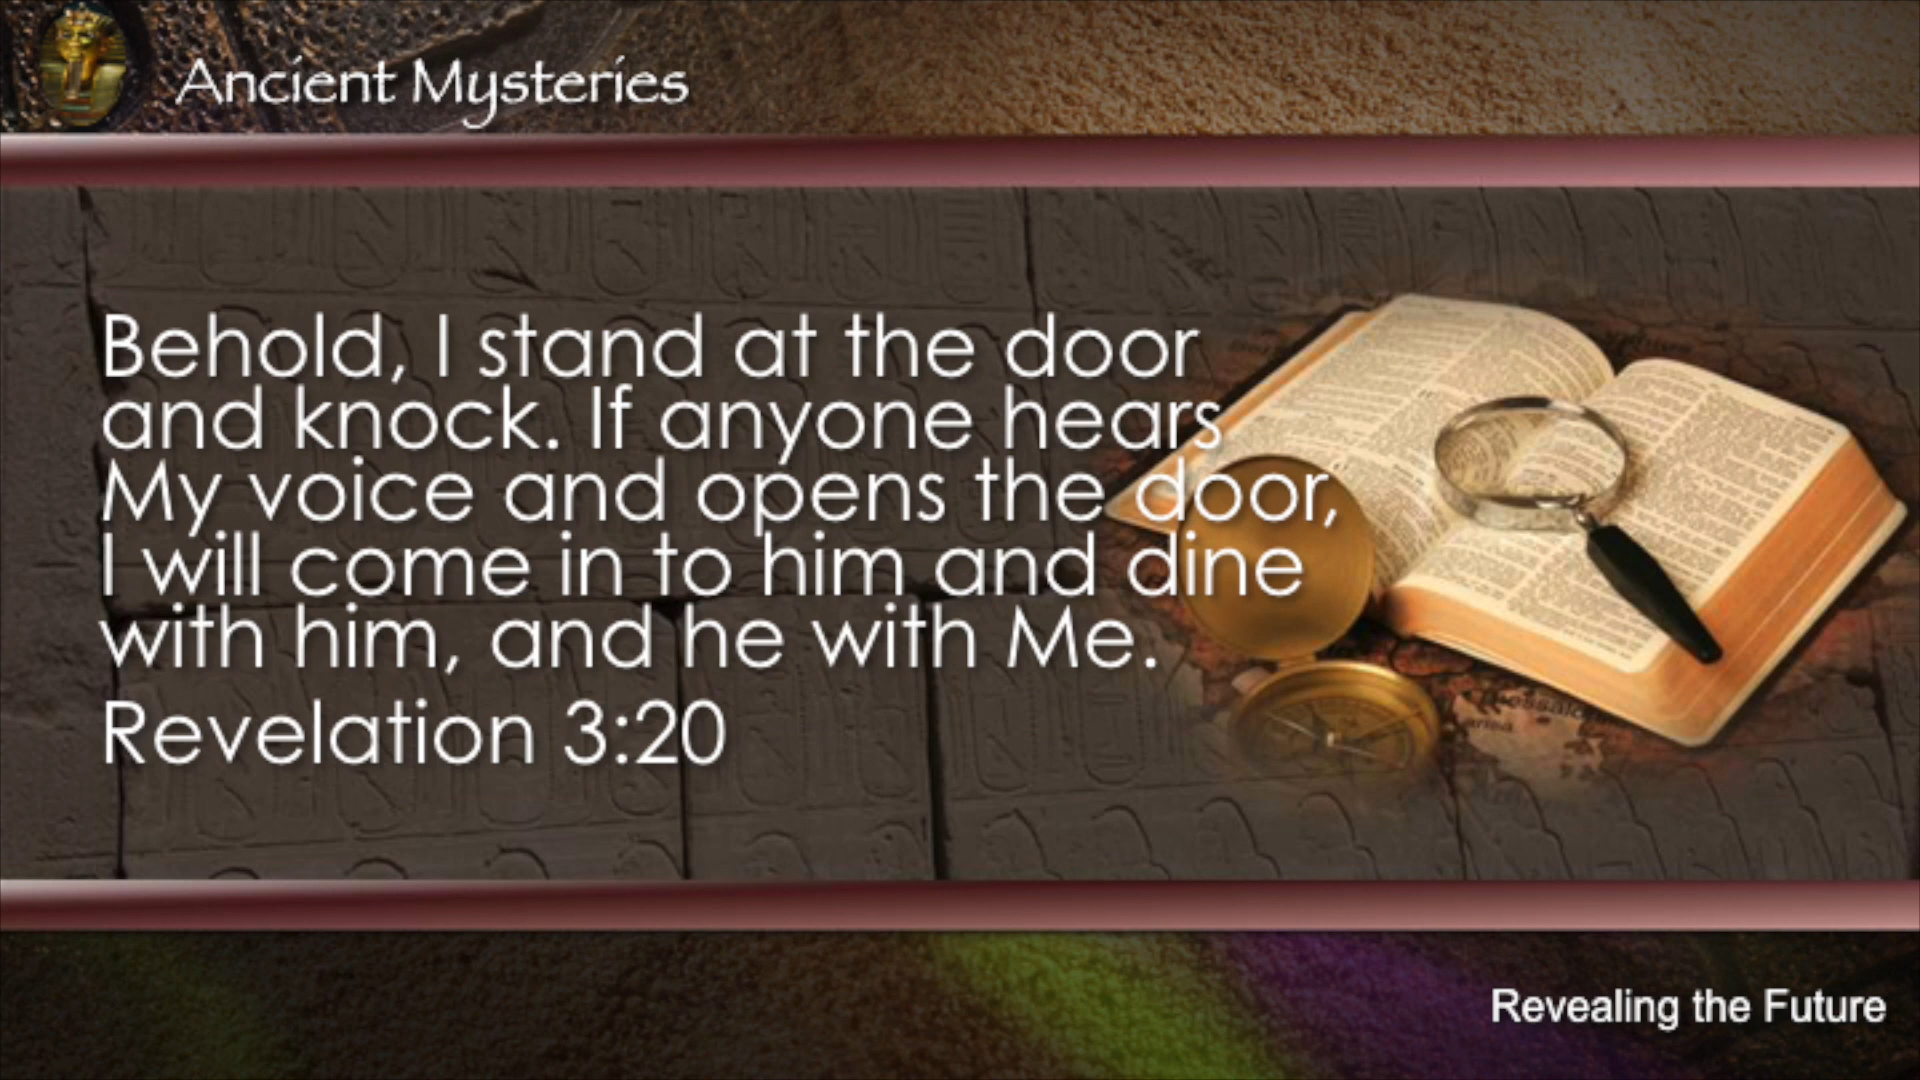 Ancient Mysteries
Behold, I stand at the door
and knock. If anyone hears
My voice and opens the door,
I will come in to him and dine
with him, and he with Me.
Revelation 3:20
Revealing the Future